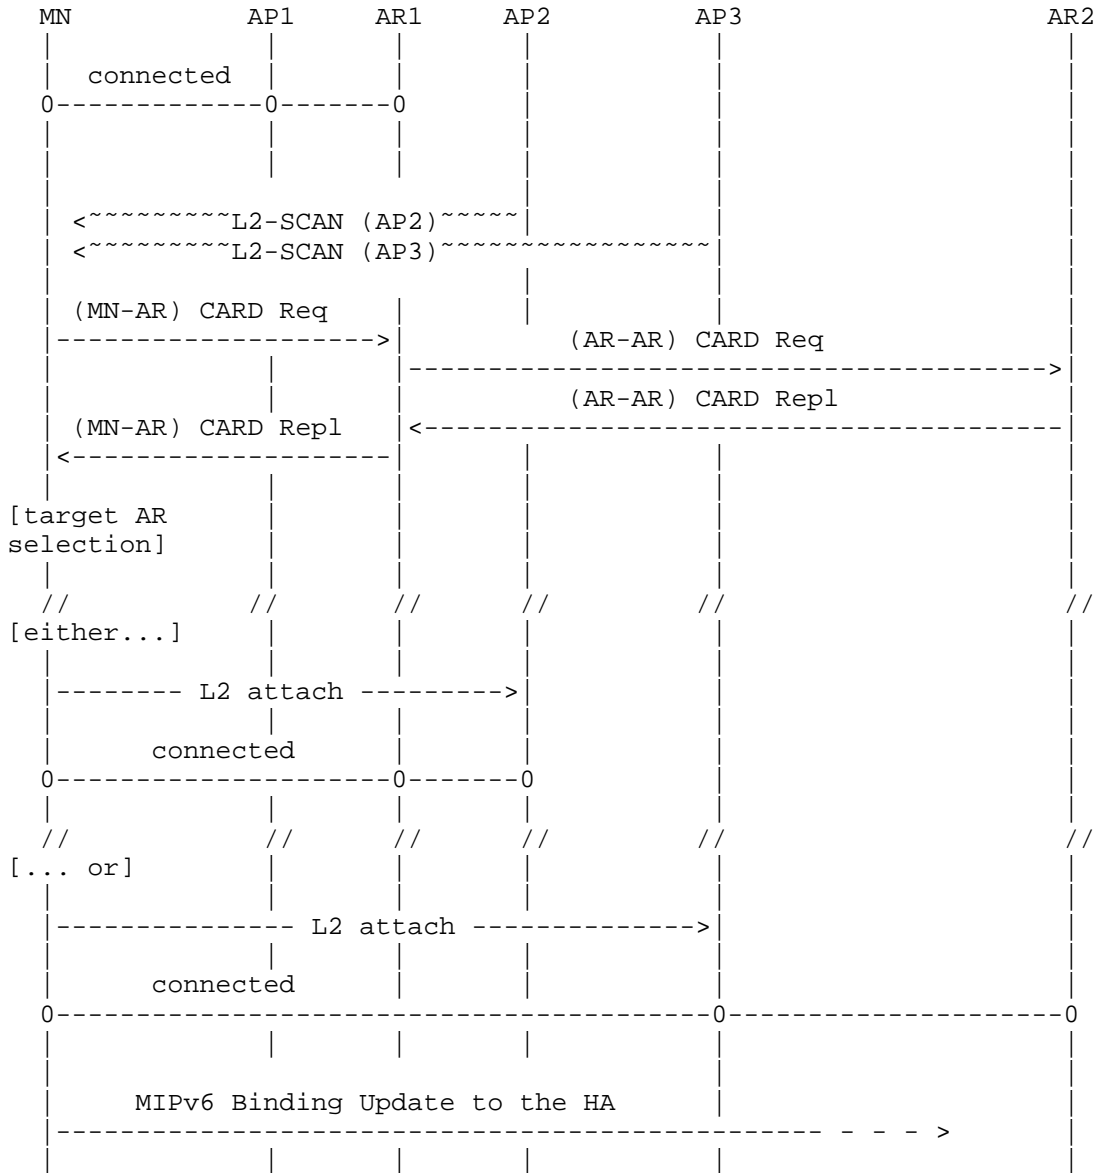 MN AP1 AR1 AP2 AP3 AR2
connected
L2-SCAN (AP2)
L2-SCAN (AP3)
(MN-AR) CARD Req
(AR-AR) CARD Req
(AR-AR) CARD Repl
(MN-AR) CARD Repl
[target AR
selection]
[either...]
L2 attach
connected
[... or]
L2 attach
connected
MIPv6 Binding Update to the HA